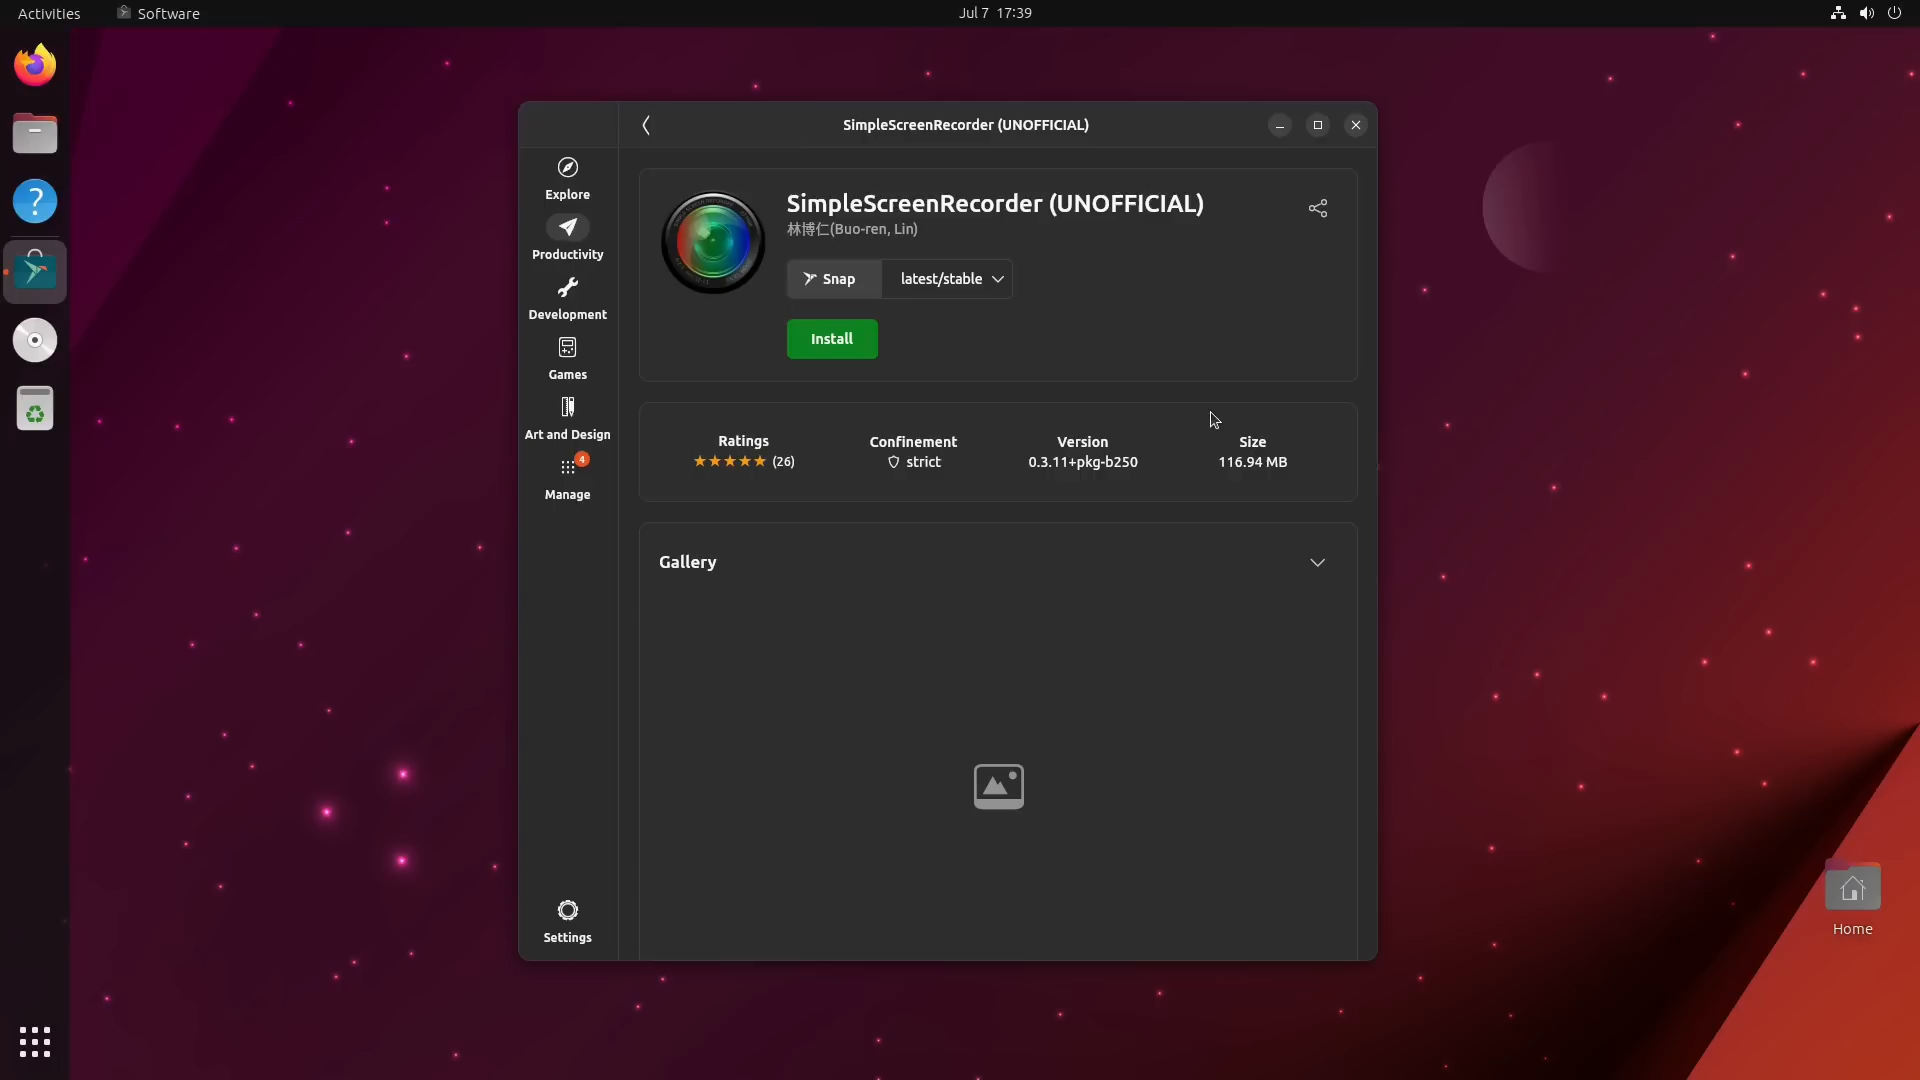 Activities
Software
Jul 7 17:39
SimpleScreenRecorder (UNOFFICIAL)
Explore
Productivity
Development
Games
Art and Design
4
Manage
Settings
SimpleScreenRecorder (UNOFFICIAL)
林博仁(Buo-ren, Lin)
Snap
latest/stable
Install
Ratings
★★★★★ (26)
Confinement
strict
Version
0.3.11+pkg-b250
Size
116.94 MB
Gallery
Home